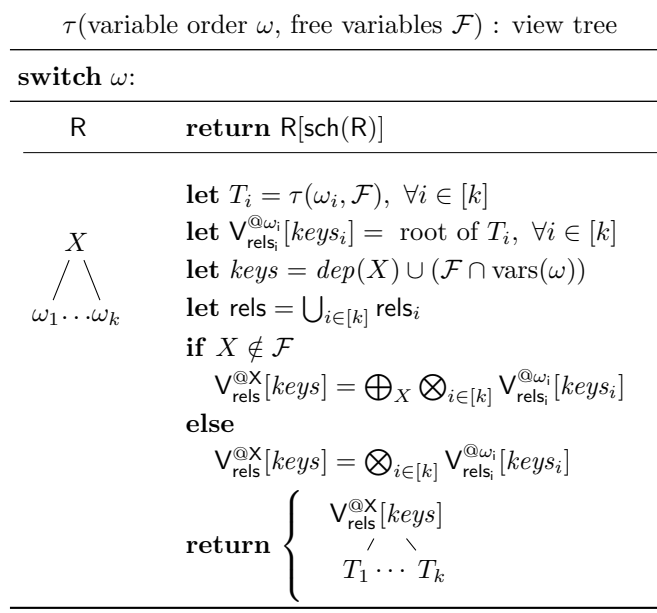 τ(variable order ω, free variables ℱ) : view tree
switch ω:
R return R[sch(R)]
let T_i = τ(ω_i, ℱ), ∀i ∈ [k]
let V^{@ω_i}_{rels_i}[keys_i] = root of T_i, ∀i ∈ [k]
let keys = dep(X) ∪ (ℱ ∩ vars(ω))
let rels = ⋃_{i∈[k]} rels_i
X
ω_1...ω_k
if X ∉ ℱ
V^{@X}_{rels}[keys] = ⊕_X ⊗_{i∈[k]} V^{@ω_i}_{rels_i}[keys_i]
else
V^{@X}_{rels}[keys] = ⊗_{i∈[k]} V^{@ω_i}_{rels_i}[keys_i]
return { V^{@X}_{rels}[keys]
T_1 ⋯ T_k